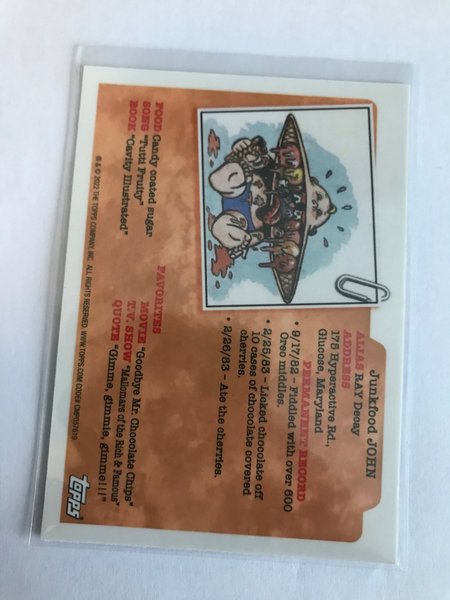 Junkfood JOHN
ALIAS RAY Decay
ADDRESS
175 Hyperactive Rd.,
Glucose, Maryland
PERMANENT RECORD
• 9/17/82 - Fiddled with over 600
Oreo middles.
• 2/25/83 - Licked chocolate off
10 cases of chocolate covered
cherries.
• 2/26/83 - Ate the cherries.
FAVORITES
FOOD Candy coated sugar
SONG "Tutti Fruity"
BOOK "Cavity Illustrated"
MOVIE "Goodbye Mr. Chocolate Chips"
T.V. SHOW "Mallomars of the Rich & Famous"
QUOTE "Gimme, gimmie, gimme!!!"
® & © 2022 THE TOPPS COMPANY, INC. ALL RIGHTS RESERVED. WWW.TOPPS.COM CODE# CMP057619
topps